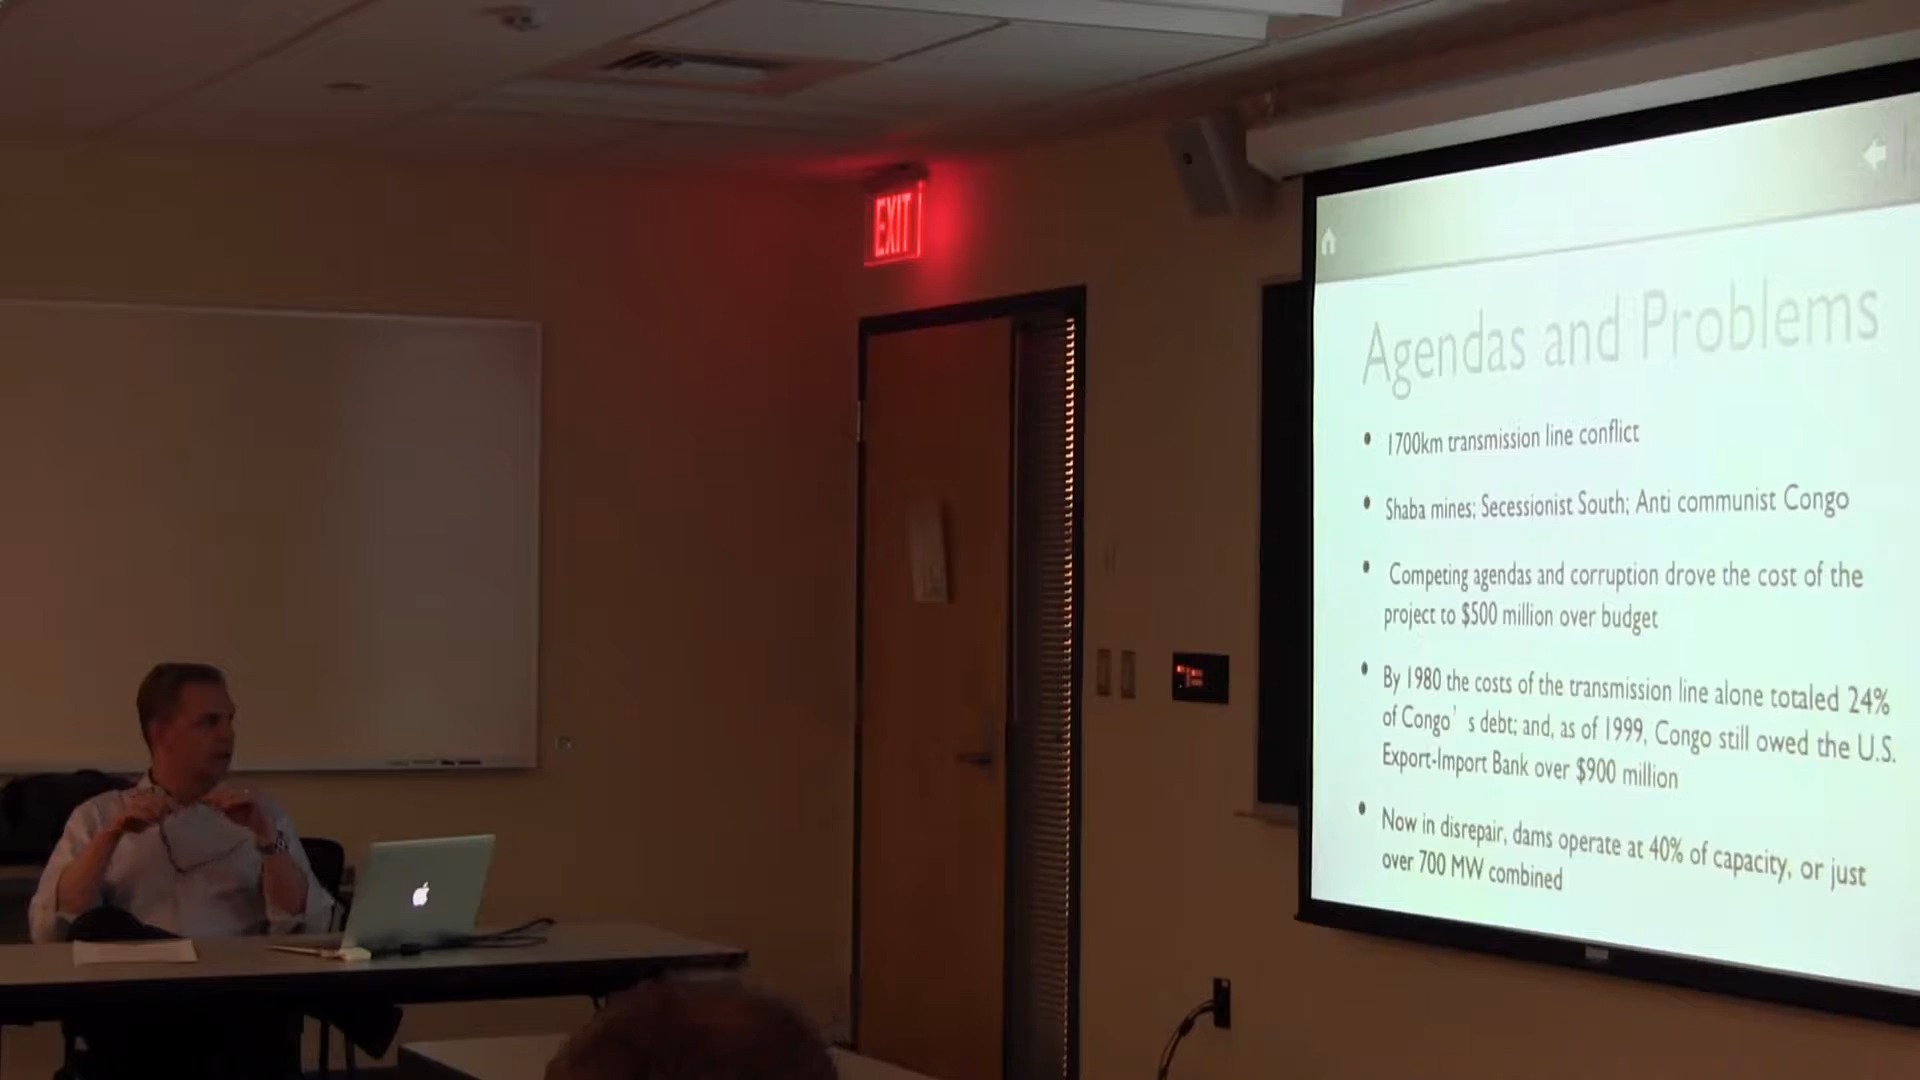 EXIT
Agendas and Problems
• 1700km transmission line conflict
• Shaba mines; Secessionist South; Anti communist Congo
• Competing agendas and corruption drove the cost of the
project to $500 million over budget
• By 1980 the costs of the transmission line alone totaled 24%
of Congo’ s debt; and, as of 1999, Congo still owed the U.S.
Export-Import Bank over $900 million
• Now in disrepair, dams operate at 40% of capacity, or just
over 700 MW combined